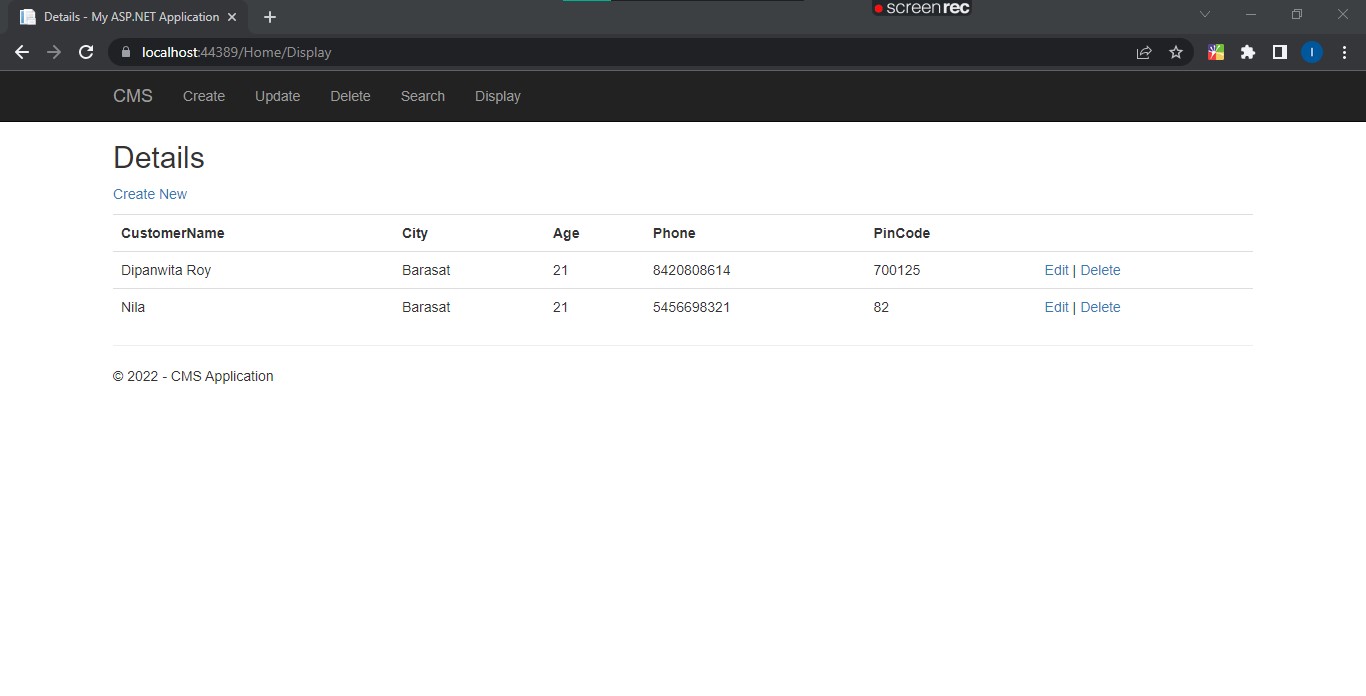 Details - My ASP.NET Application
screenrec
localhost:44389/Home/Display
I
CMS Create Update Delete Search Display
Details
Create New
CustomerName City Age Phone PinCode
Dipanwita Roy Barasat 21 8420808614 700125 Edit | Delete
Nila Barasat 21 5456698321 82 Edit | Delete
© 2022 - CMS Application